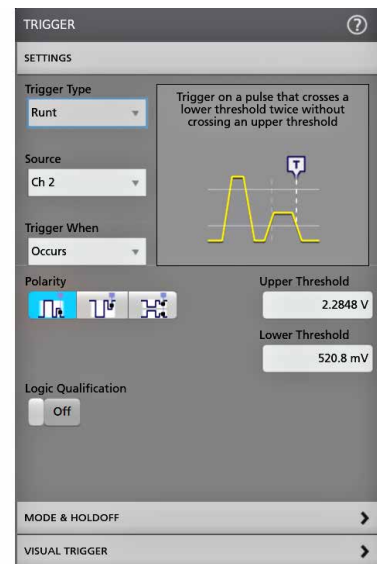 TRIGGER
?
SETTINGS
Trigger Type
Runt
Trigger on a pulse that crosses a
lower threshold twice without
crossing an upper threshold
T
Source
Ch 2
Trigger When
Occurs
Polarity
Upper Threshold
2.2848 V
Lower Threshold
520.8 mV
Logic Qualification
Off
MODE & HOLDOFF
VISUAL TRIGGER